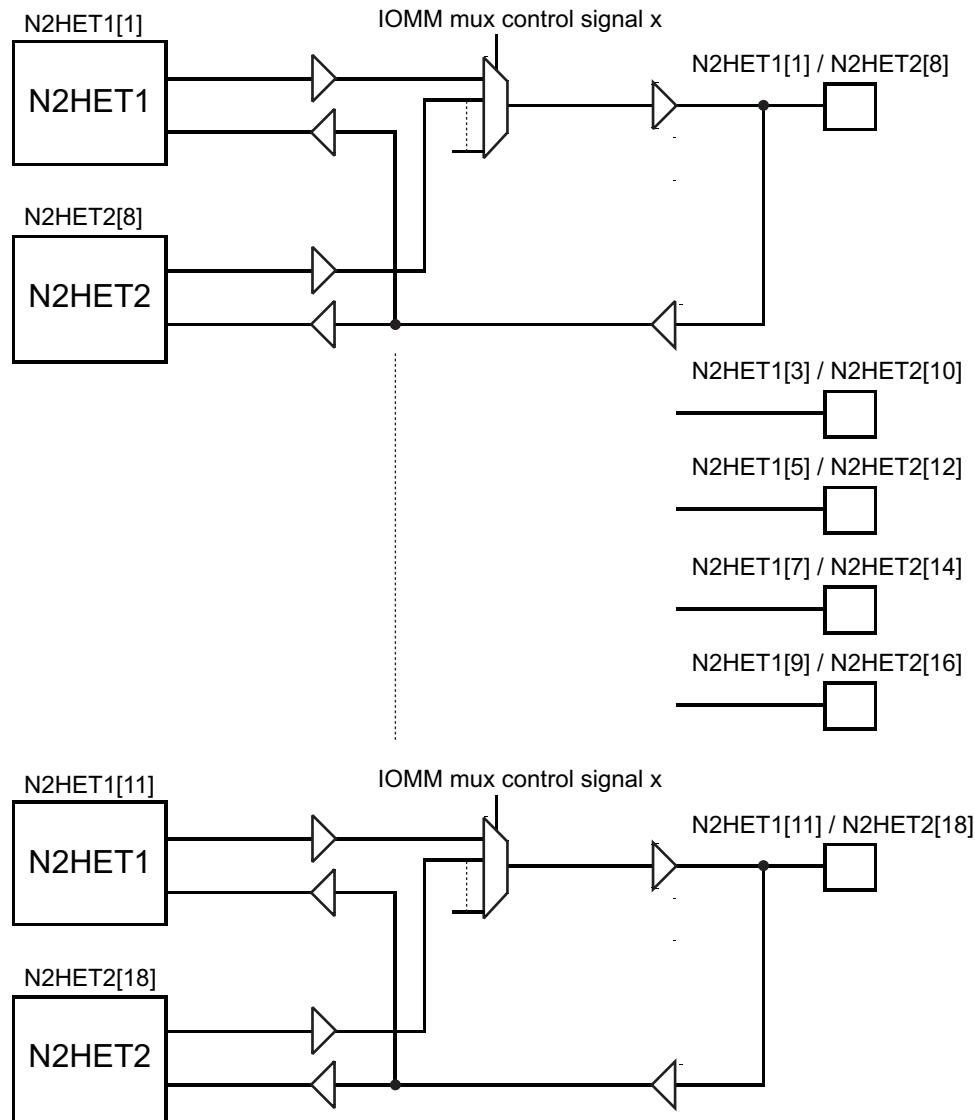 N2HET1[1]
IOMM mux control signal x
N2HET1[1] / N2HET2[8]
N2HET1
N2HET2[8]
N2HET2
N2HET1[3] / N2HET2[10]
N2HET1[5] / N2HET2[12]
N2HET1[7] / N2HET2[14]
N2HET1[9] / N2HET2[16]
N2HET1[11]
IOMM mux control signal x
N2HET1[11] / N2HET2[18]
N2HET1
N2HET2[18]
N2HET2